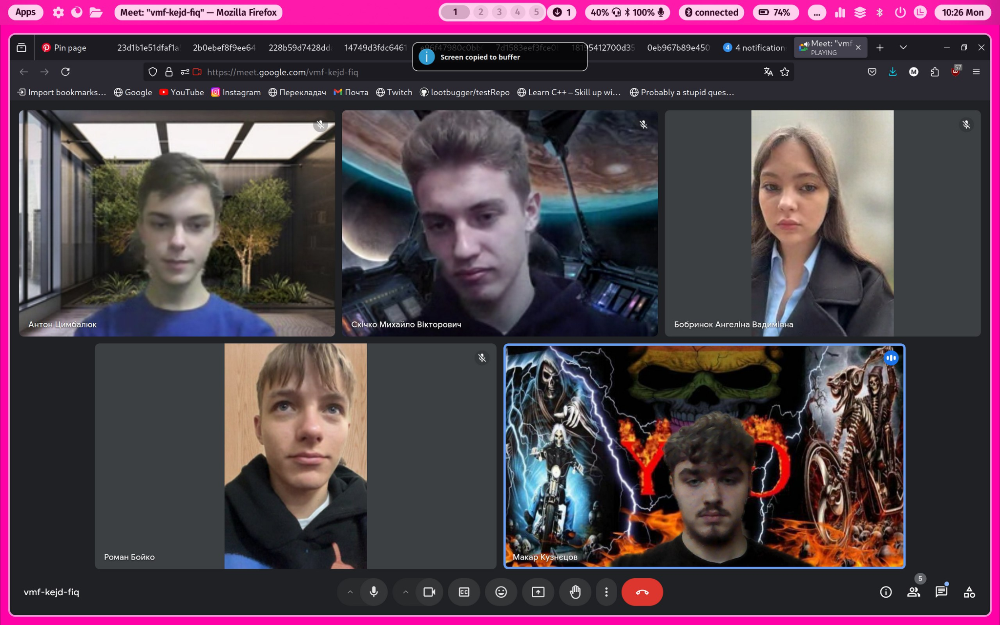 Apps
Meet: "vmf-kejd-fiq" — Mozilla Firefox
1 2 3 4 5
1
40% 100%
connected
74%
...
10:26 Mon
Pin page
23d1b1e51dfaf1a
2b0ebef8f9ee64
228b59d7428dd
14749d3fdc6461
e96f47980c0bb
7d1583eef3fce0
18195412700d35
0eb967b89e450
4 4 notification
Meet: "vmf
PLAYING
Screen copied to buffer
https://meet.google.com/vmf-kejd-fiq
M
57
Import bookmarks...
Google
YouTube
Instagram
Перекладач
Почта
Twitch
lootbugger/testRepo
Learn C++ – Skill up wi...
Probably a stupid ques...
Антон Цимбалюк
Скічко Михайло Вікторович
Бобринок Ангеліна Вадимівна
Y O
Роман Бойко
Макар Кузнєцов
vmf-kejd-fiq
CC
5